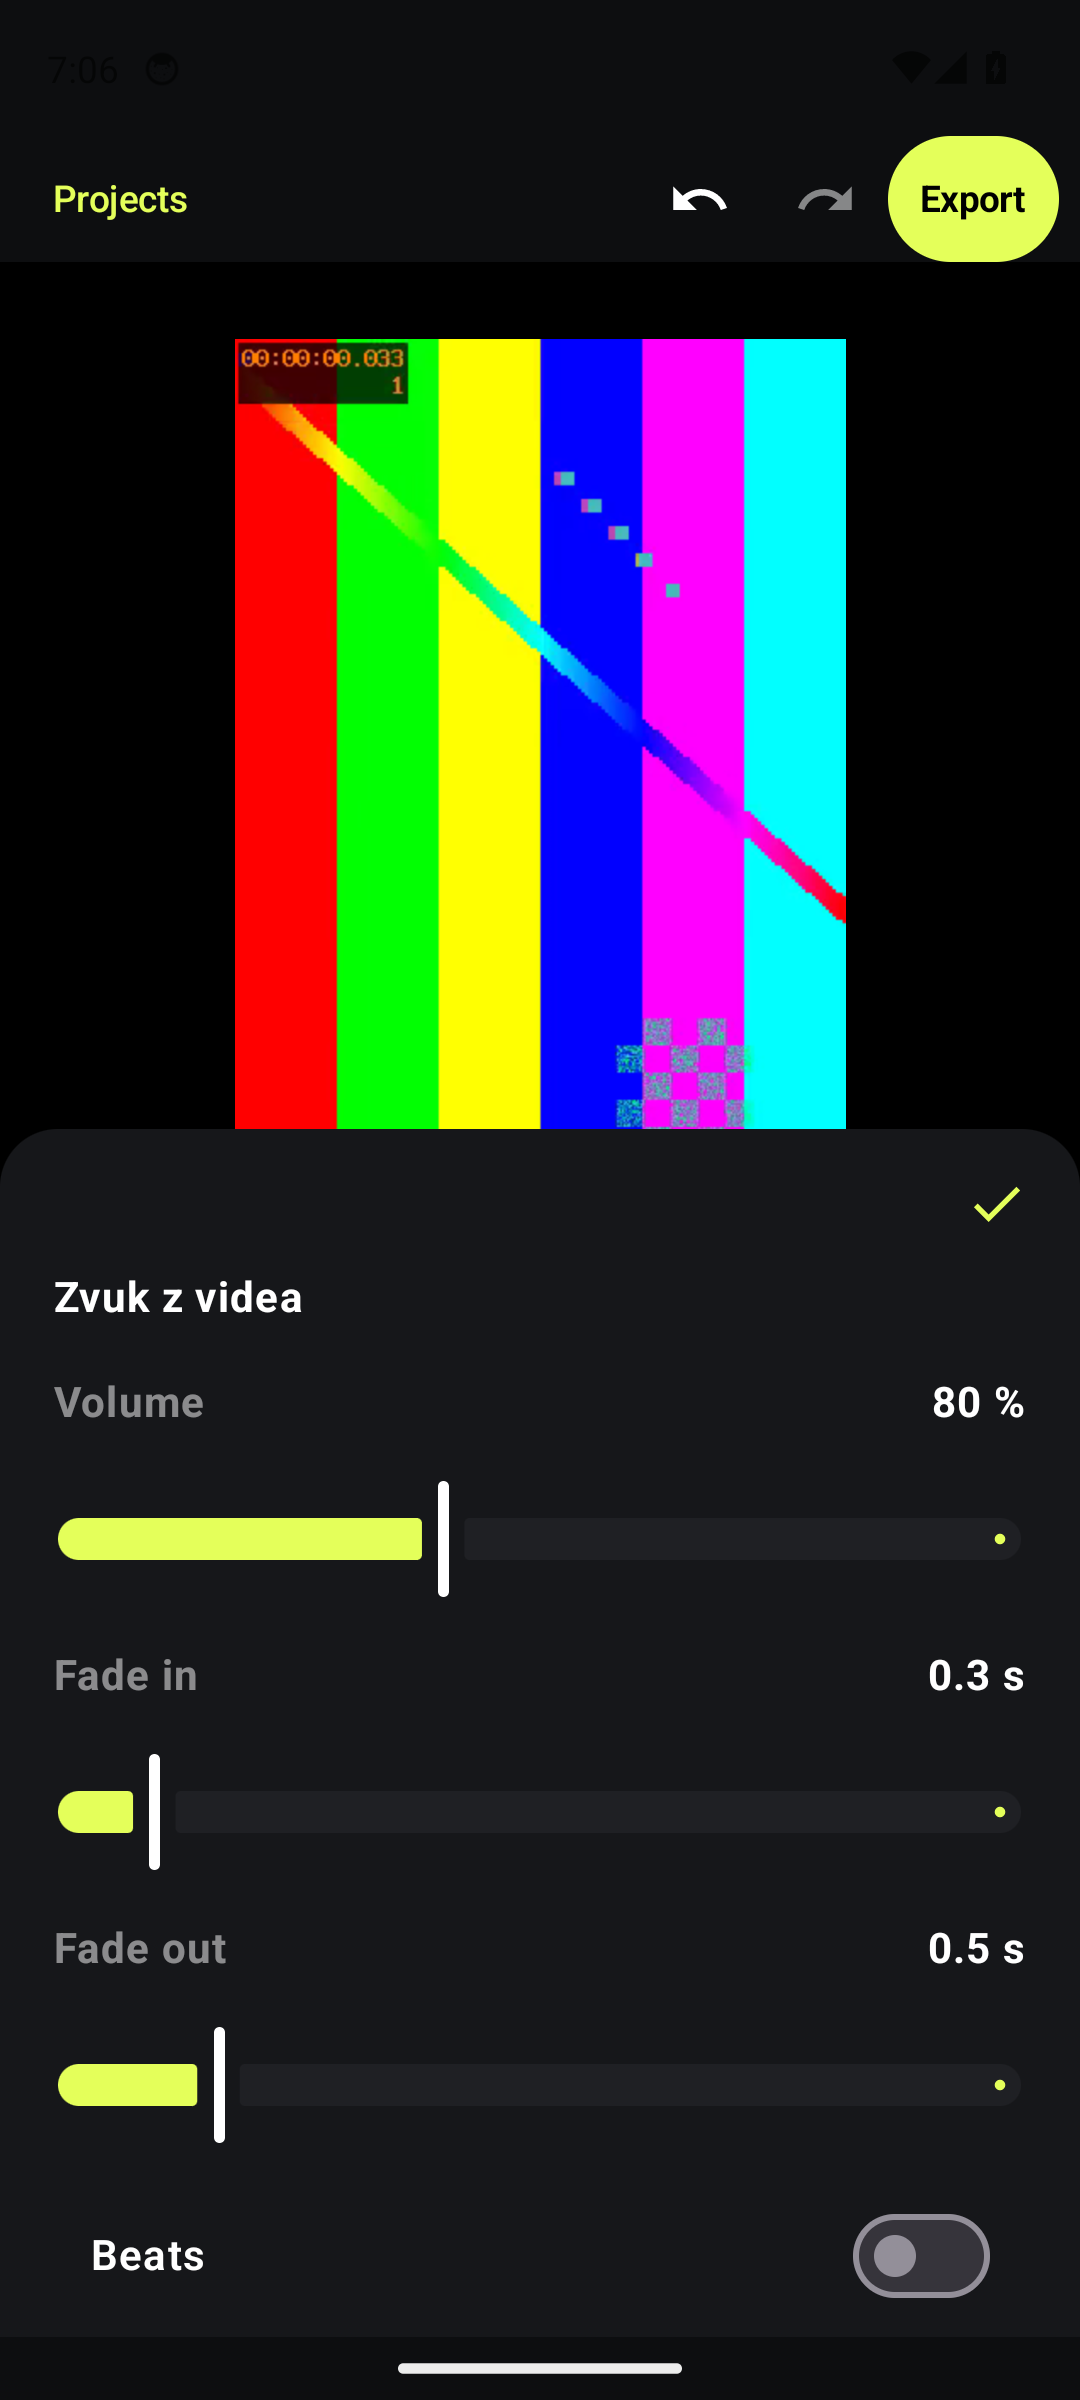 7:06
Projects
Export
00:00:00.033
1
Zvuk z videa
Volume
80 %
Fade in
0.3 s
Fade out
0.5 s
Beats